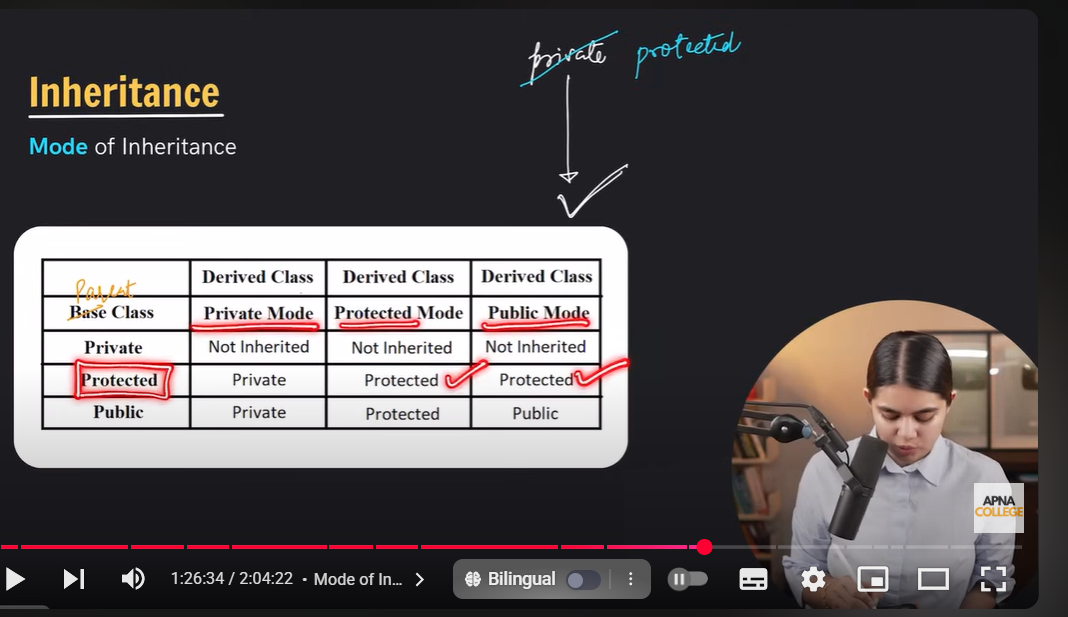 private protected
Inheritance
Mode of Inheritance
Derived Class Derived Class Derived Class
Parent
Base Class Private Mode Protected Mode Public Mode
Private Not Inherited Not Inherited Not Inherited
Protected Private Protected Protected
Public Private Protected Public
APNA
COLLEGE
1:26:34 / 2:04:22 • Mode of In... Bilingual